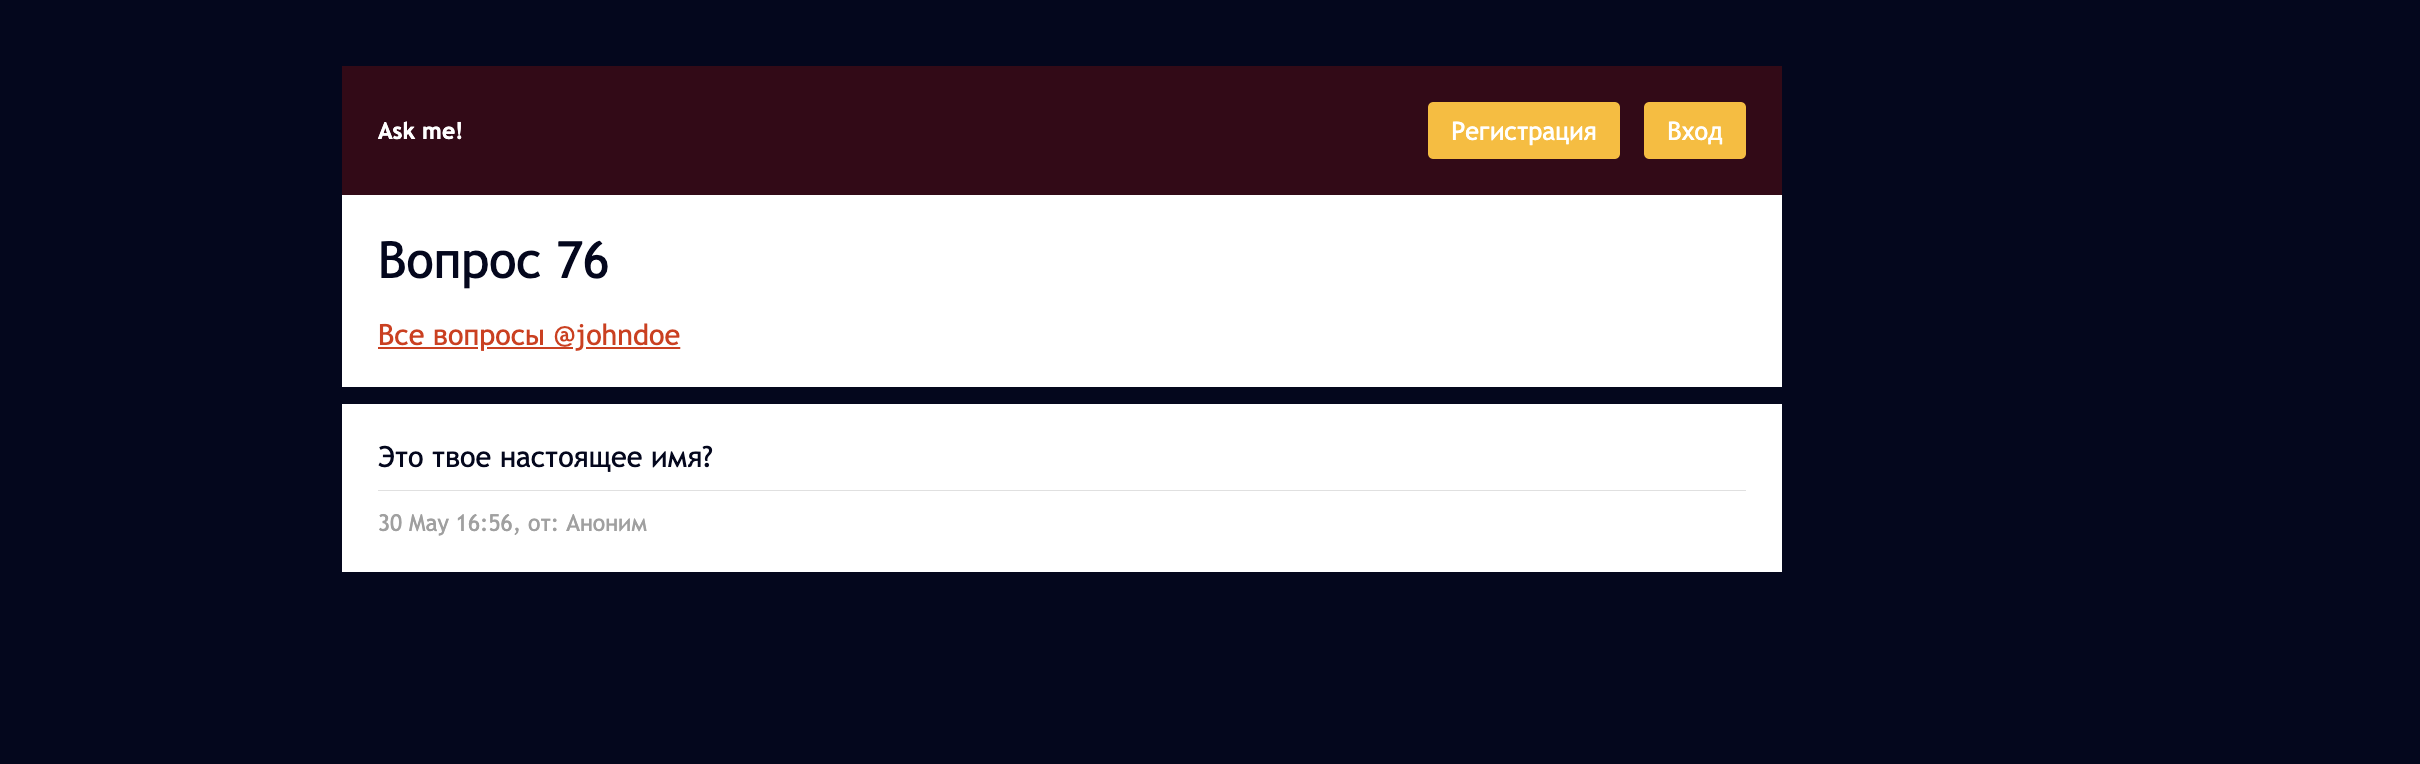 Ask me!
Регистрация
Вход
Вопрос 76
Все вопросы @johndoe
Это твое настоящее имя?
30 May 16:56, от: Аноним